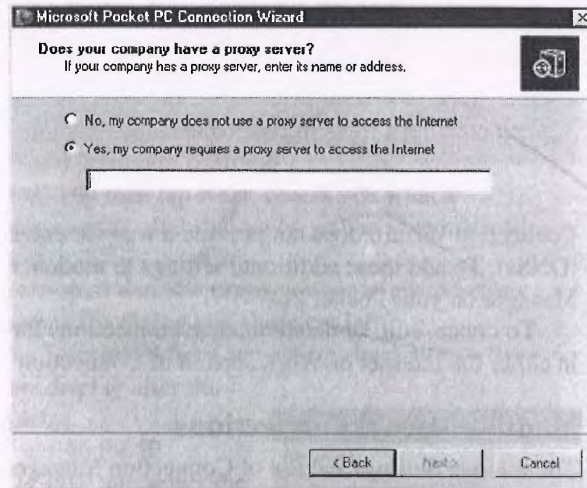 Microsoft Pocket PC Connection Wizard
Does your company have a proxy server?
If your company has a proxy server, enter its name or address.
No, my company does not use a proxy server to access the Internet
Yes, my company requires a proxy server to access the Internet
< Back Next > Cancel